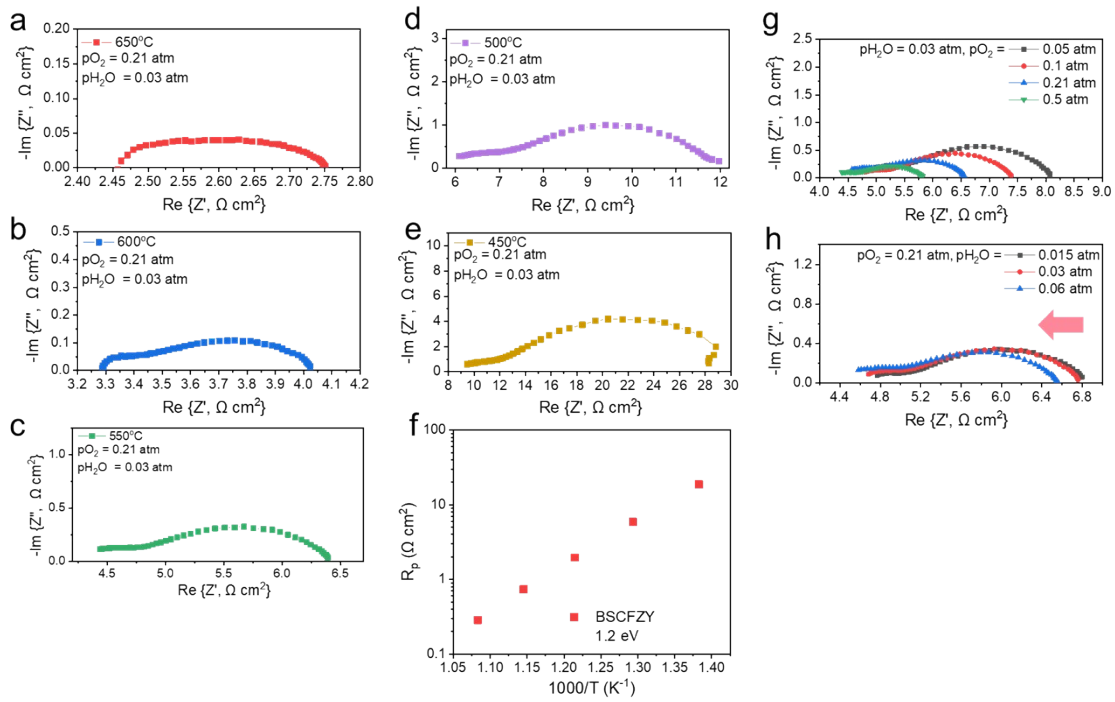 a
650°C
pO₂ = 0.21 atm
pH₂O = 0.03 atm
0.20
0.15
0.10
0.05
0.00
-Im {Z'', Ω cm²}
2.40 2.45 2.50 2.55 2.60 2.65 2.70 2.75 2.80
Re {Z', Ω cm²}
b
600°C
pO₂ = 0.21 atm
pH₂O = 0.03 atm
0.5
0.4
0.3
0.2
0.1
0.0
-Im {Z'', Ω cm²}
3.2 3.3 3.4 3.5 3.6 3.7 3.8 3.9 4.0 4.1 4.2
Re {Z', Ω cm²}
c
550°C
pO₂ = 0.21 atm
pH₂O = 0.03 atm
1.0
0.5
0.0
-Im {Z'', Ω cm²}
4.5 5.0 5.5 6.0 6.5
Re {Z', Ω cm²}
d
500°C
pO₂ = 0.21 atm
pH₂O = 0.03 atm
4
3
2
1
0
-Im {Z'', Ω cm²}
6 7 8 9 10 11 12
Re {Z', Ω cm²}
e
450°C
pO₂ = 0.21 atm
pH₂O = 0.03 atm
10
8
6
4
2
0
-Im {Z'', Ω cm²}
8 10 12 14 16 18 20 22 24 26 28 30
Re {Z', Ω cm²}
f
100
10
1
0.1
Rₚ (Ω cm²)
BSCFZY
1.2 eV
1.05 1.10 1.15 1.20 1.25 1.30 1.35 1.40
1000/T (K⁻¹)
g
pH₂O = 0.03 atm, pO₂ =
0.05 atm
0.1 atm
0.21 atm
0.5 atm
2.5
2.0
1.5
1.0
0.5
0.0
-Im {Z'', Ω cm²}
4.0 4.5 5.0 5.5 6.0 6.5 7.0 7.5 8.0 8.5 9.0
Re {Z', Ω cm²}
h
pO₂ = 0.21 atm, pH₂O =
0.015 atm
0.03 atm
0.06 atm
1.2
0.8
0.4
0.0
-Im {Z'', Ω cm²}
4.4 4.8 5.2 5.6 6.0 6.4 6.8
Re {Z', Ω cm²}